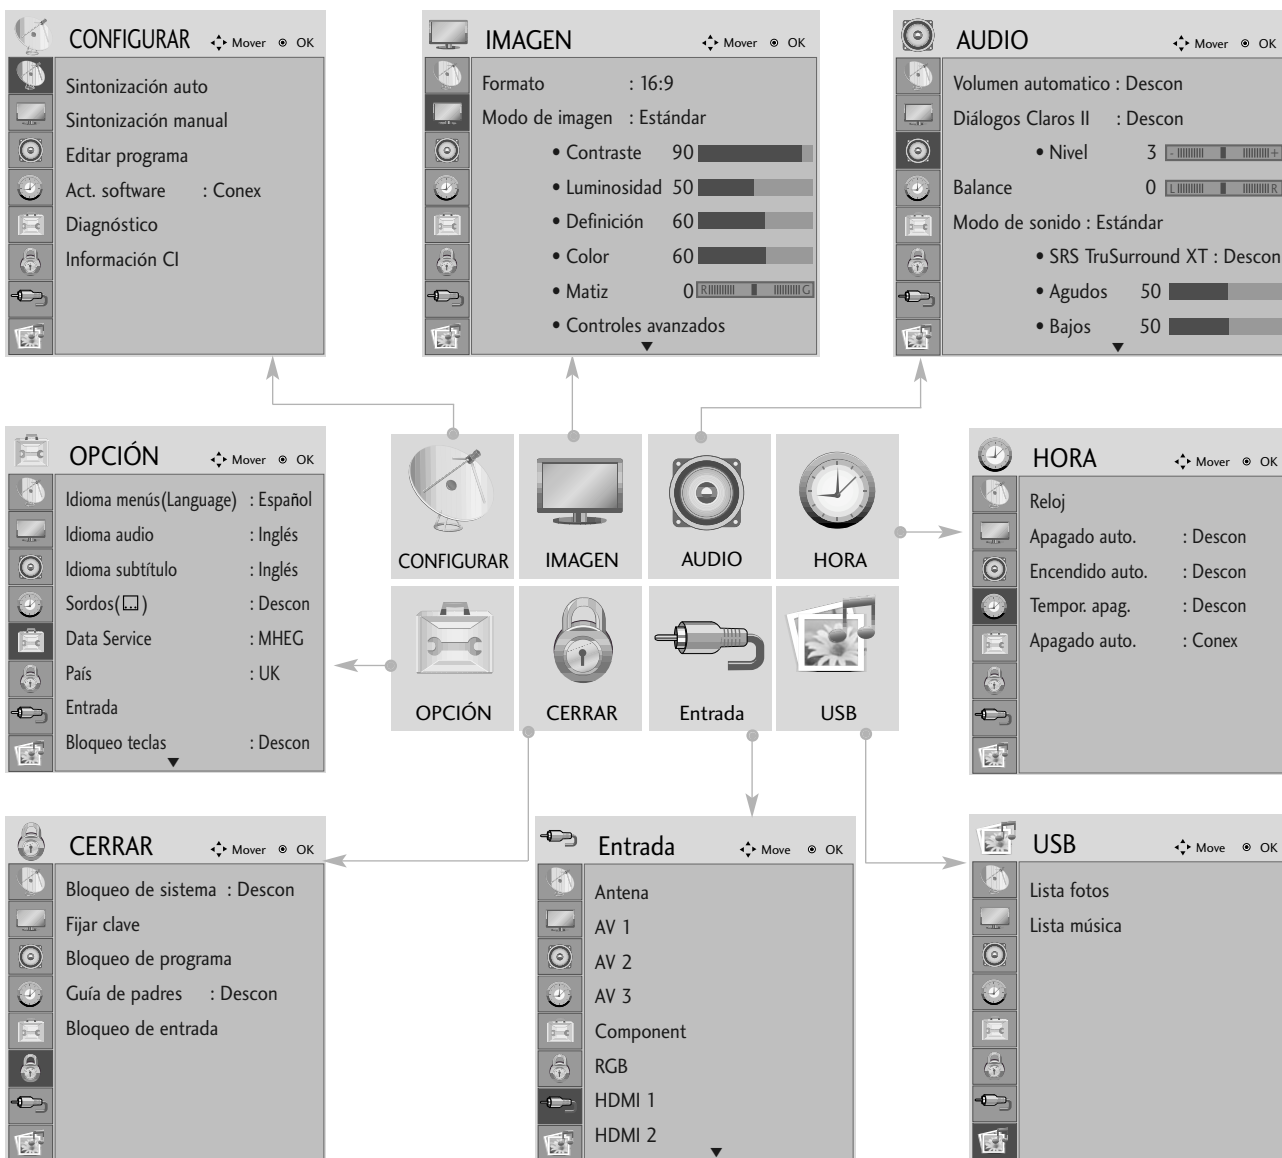 CONFIGURAR Mover OK
Sintonización auto
Sintonización manual
Editar programa
Act. software : Conex
Diagnóstico
Información CI
IMAGEN Mover OK
Formato : 16:9
Modo de imagen : Estándar
• Contraste 90
• Luminosidad 50
• Definición 60
• Color 60
• Matiz 0 R G
• Controles avanzados
AUDIO Mover OK
Volumen automatico : Descon
Diálogos Claros II : Descon
• Nivel 3 - +
Balance 0 L R
Modo de sonido : Estándar
• SRS TruSurround XT : Descon
• Agudos 50
• Bajos 50
OPCIÓN Mover OK
Idioma menús(Language) : Español
Idioma audio : Inglés
Idioma subtítulo : Inglés
Sordos( ) : Descon
Data Service : MHEG
País : UK
Entrada
Bloqueo teclas : Descon
CONFIGURAR
IMAGEN
AUDIO
HORA
OPCIÓN
CERRAR
Entrada
USB
HORA Mover OK
Reloj
Apagado auto. : Descon
Encendido auto. : Descon
Tempor. apag. : Descon
Apagado auto. : Conex
CERRAR Mover OK
Bloqueo de sistema : Descon
Fijar clave
Bloqueo de programa
Guía de padres : Descon
Bloqueo de entrada
Entrada Move OK
Antena
AV 1
AV 2
AV 3
Component
RGB
HDMI 1
HDMI 2
USB Move OK
Lista fotos
Lista música